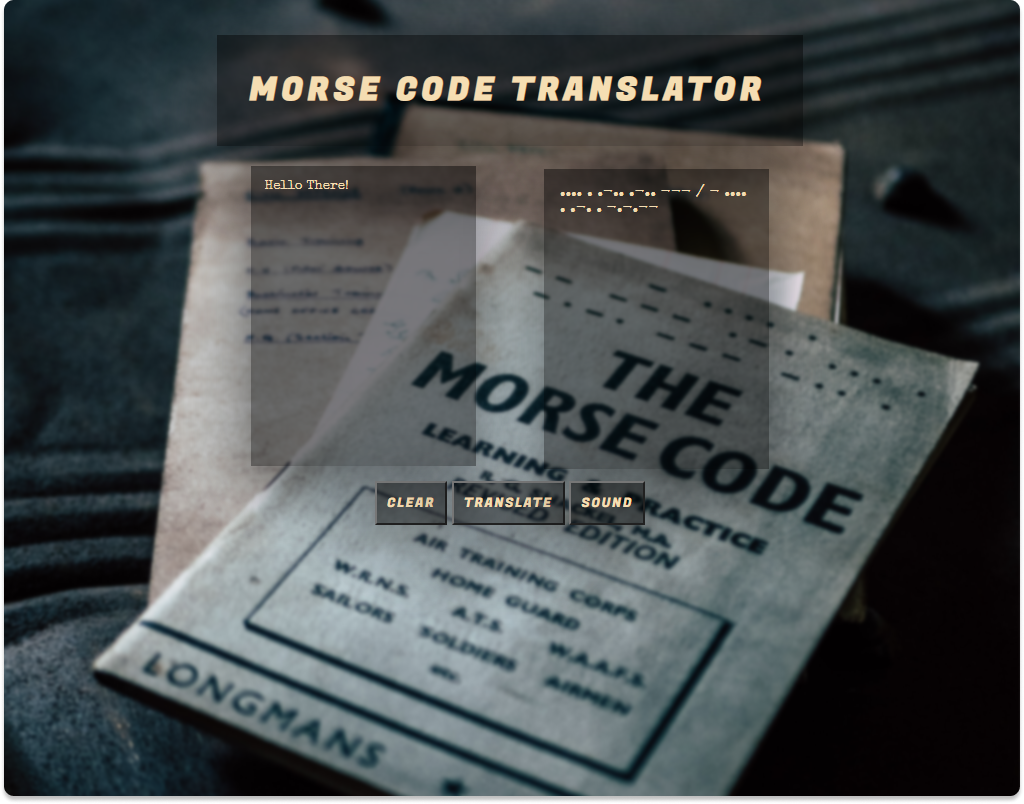 MORSE CODE TRANSLATOR
Hello There!
•••• • •¬•• •¬•• ¬¬¬ / ¬ ••••
• •¬• • ¬•¬•¬¬
THE
MORSE CODE
LEARNING & PRACTICE
EDITION
CLEAR TRANSLATE SOUND
AIR TRAINING CORPS
HOME GUARD
W.R.N.S. A.T.S. W.A.A.F.S.
SAILORS SOLDIERS AIRMEN
etc.
LONGMANS